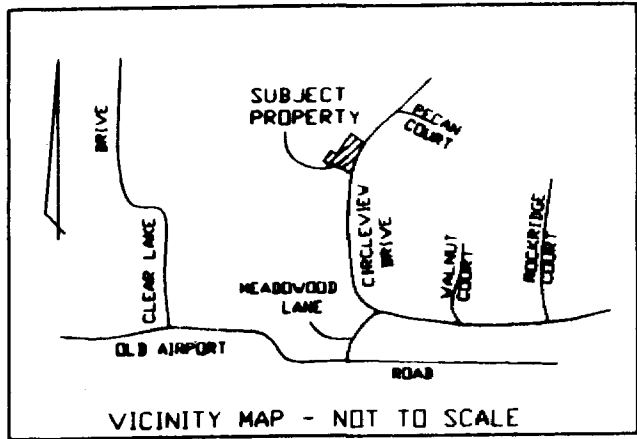 SUBJECT
PROPERTY
PECAN
COURT
DRIVE
CLEAR LAKE
CIRCLEVIEW
DRIVE
WALNUT
COURT
ROCKRIDGE
COURT
MEADOWOOD
LANE
OLD AIRPORT
ROAD
VICINITY MAP - NOT TO SCALE